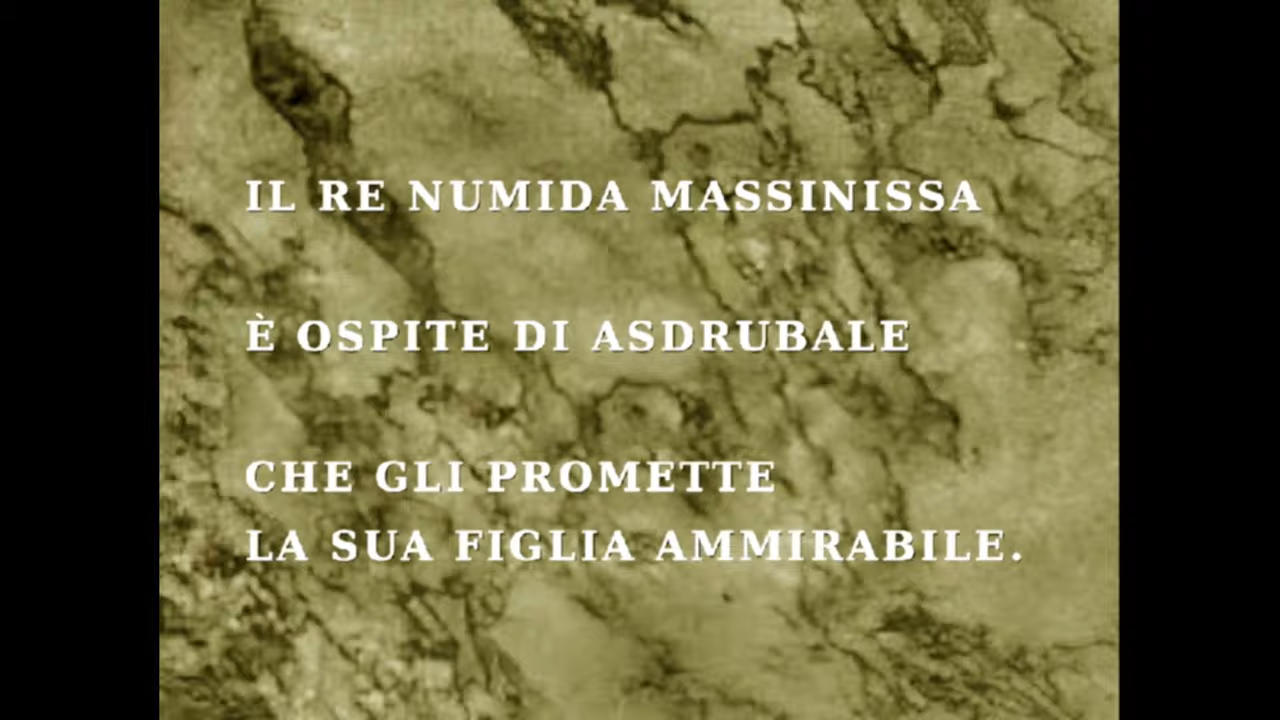 IL RE NUMIDA MASSINISSA
È OSPITE DI ASDRUBALE
CHE GLI PROMETTE
LA SUA FIGLIA AMMIRABILE.